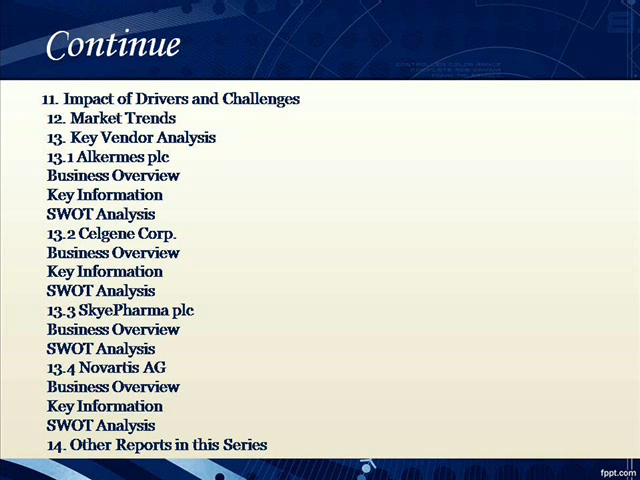 Continue
11. Impact of Drivers and Challenges
12. Market Trends
13. Key Vendor Analysis
13.1 Alkermes plc
Business Overview
Key Information
SWOT Analysis
13.2 Celgene Corp.
Business Overview
Key Information
SWOT Analysis
13.3 SkyePharma plc
Business Overview
SWOT Analysis
13.4 Novartis AG
Business Overview
Key Information
SWOT Analysis
14. Other Reports in this Series
fppt.com